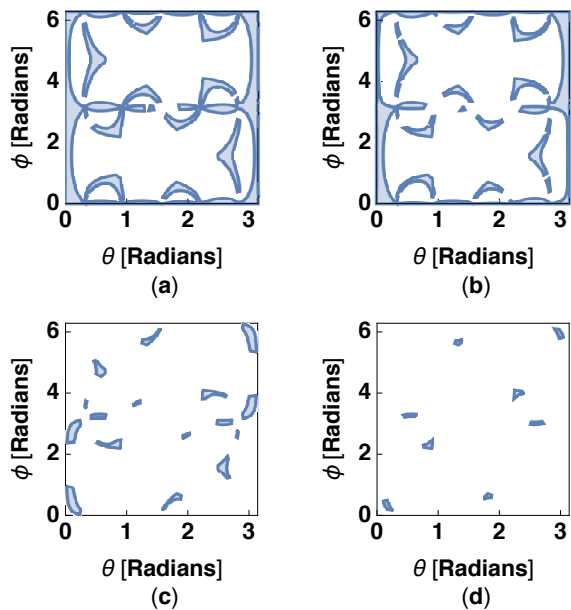 6
4
2
0
ϕ [Radians]
0 1 2 3
θ [Radians]
(a)
6
4
2
0
ϕ [Radians]
0 1 2 3
θ [Radians]
(b)
6
4
2
0
ϕ [Radians]
0 1 2 3
θ [Radians]
(c)
6
4
2
0
ϕ [Radians]
0 1 2 3
θ [Radians]
(d)